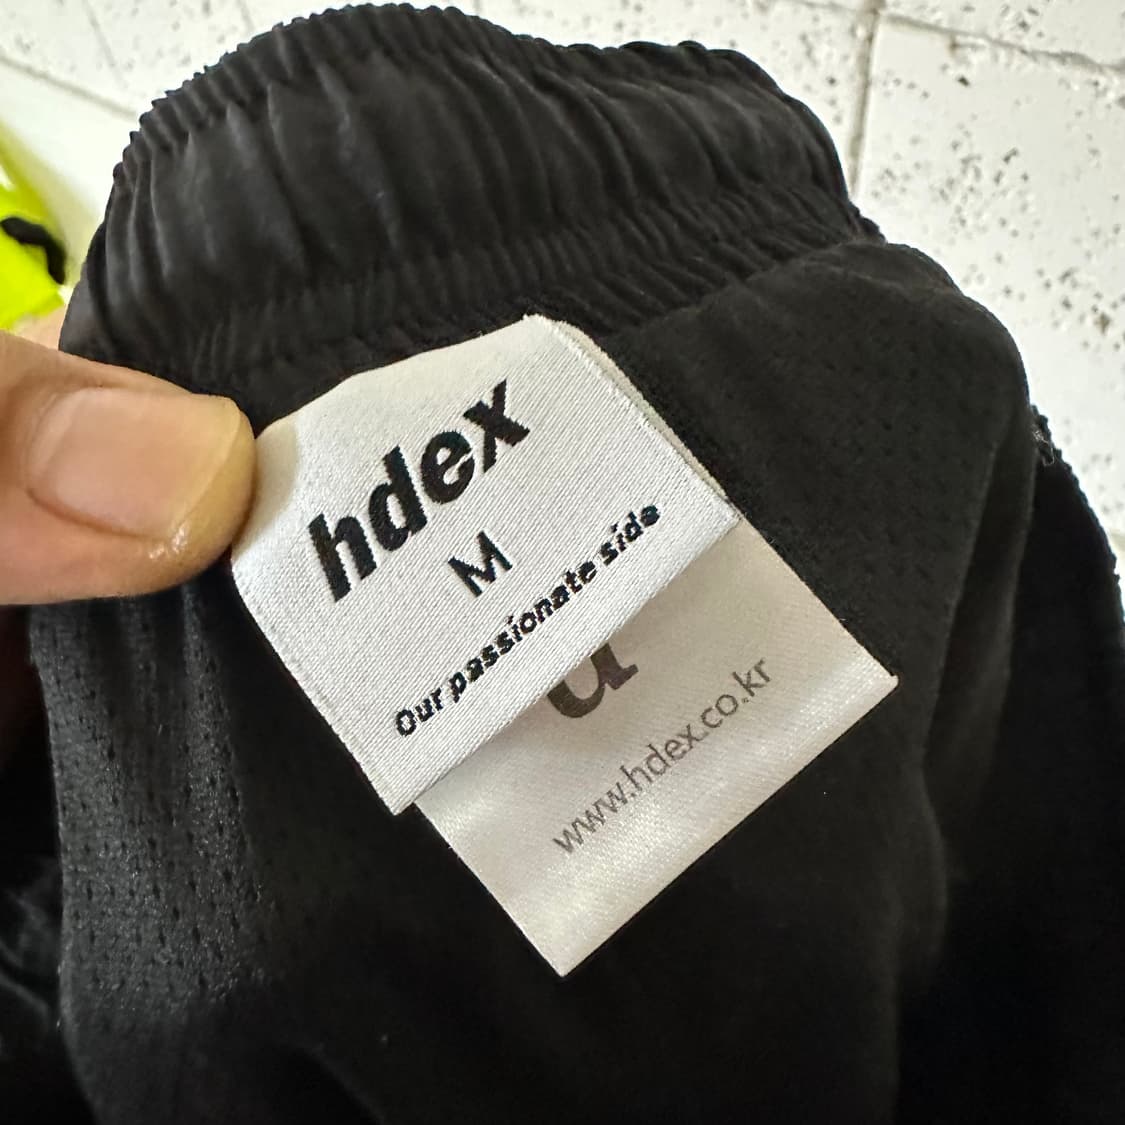 hdex
M
Our passionate side
www.hdex.co.kr